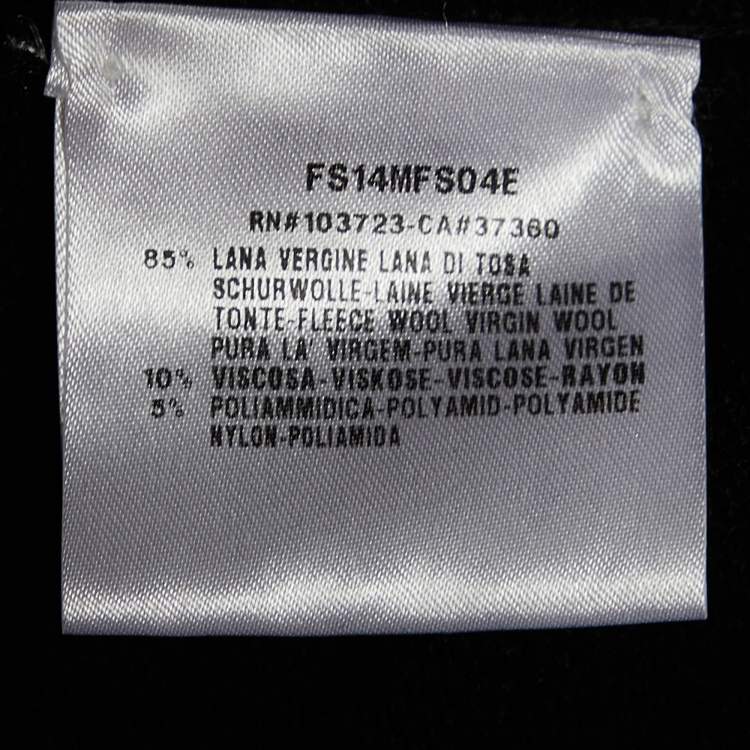 FS14MFS04E
RN#103723-CA#37360
85% LANA VERGINE LANA DI TOSA
SCHURWOLLE-LAINE VIERGE LAINE DE
TONTE-FLEECE WOOL VIRGIN WOOL
PURA LA' VIRGEM-PURA LANA VIRGEN
10% VISCOSA-VISKOSE-VISCOSE-RAYON
5% POLIAMMIDICA-POLYAMID-POLYAMIDE
NYLON-POLIAMIDA